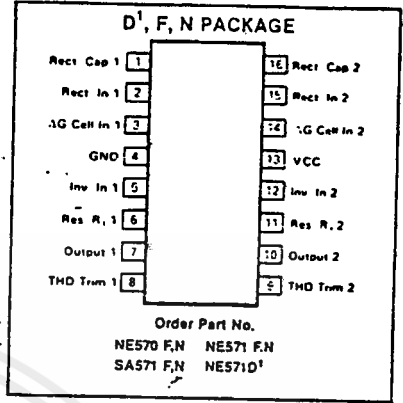 D¹, F, N PACKAGE
Rect Cap 1 1 16 Rect Cap 2
Rect In 1 2 15 Rect In 2
ΔG Cell In 1 3 14 ΔG Cell In 2
GND 4 13 VCC
Inv In 1 5 12 Inv In 2
Res R, 1 6 11 Res R, 2
Output 1 7 10 Output 2
THD Trim 1 8 9 THD Trim 2
Order Part No.
NE570 F,N NE571 F,N
SA571 F,N NE571D¹